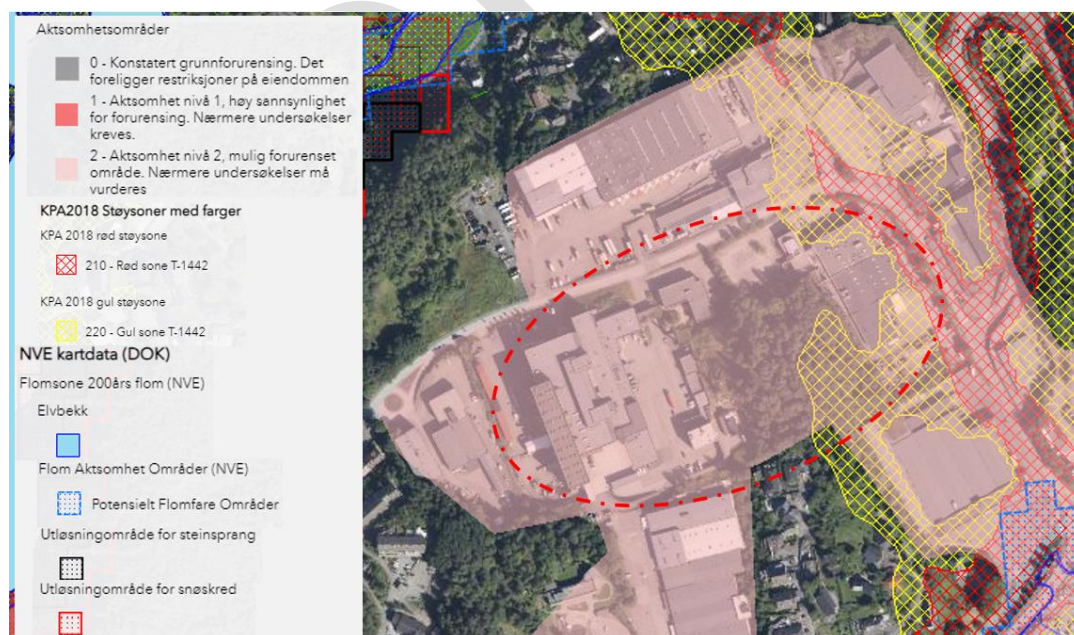 Aktsomhetsområder
0 - Konstatert grunnforurensing. Det
foreligger restriksjoner på eiendommen
1 - Aktsomhet nivå 1, høy sannsynlighet
for forurensing. Nærmere undersøkelser
kreves.
2 - Aktsomhet nivå 2, mulig forurenset
område. Nærmere undersøkelser må
vurderes
KPA2018 Støysoner med farger
KPA 2018 rød støysone
210 - Rød sone T-1442
KPA 2018 gul støysone
220 - Gul sone T-1442
NVE kartdata (DOK)
Flomsone 200års flom (NVE)
Elvbekk
Flom Aktsomhet Områder (NVE)
Potensielt Flomfare Områder
Utløsningområde for steinsprang
Utløsningområde for snøskred